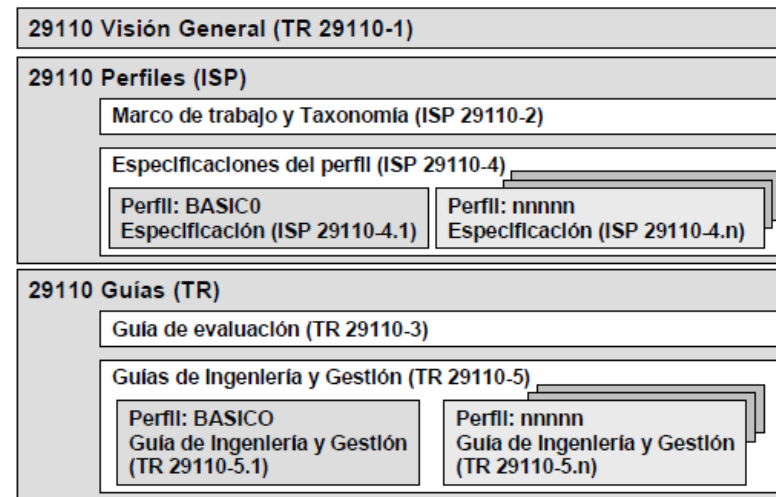 29110 Visión General (TR 29110-1)
29110 Perfiles (ISP)
Marco de trabajo y Taxonomía (ISP 29110-2)
Especificaciones del perfil (ISP 29110-4)
Perfil: BASIC0
Especificación (ISP 29110-4.1)
Perfil: nnnnn
Especificación (ISP 29110-4.n)
29110 Guías (TR)
Guía de evaluación (TR 29110-3)
Guías de Ingeniería y Gestión (TR 29110-5)
Perfil: BASICO
Guía de Ingeniería y Gestión
(TR 29110-5.1)
Perfil: nnnnn
Guía de Ingeniería y Gestión
(TR 29110-5.n)